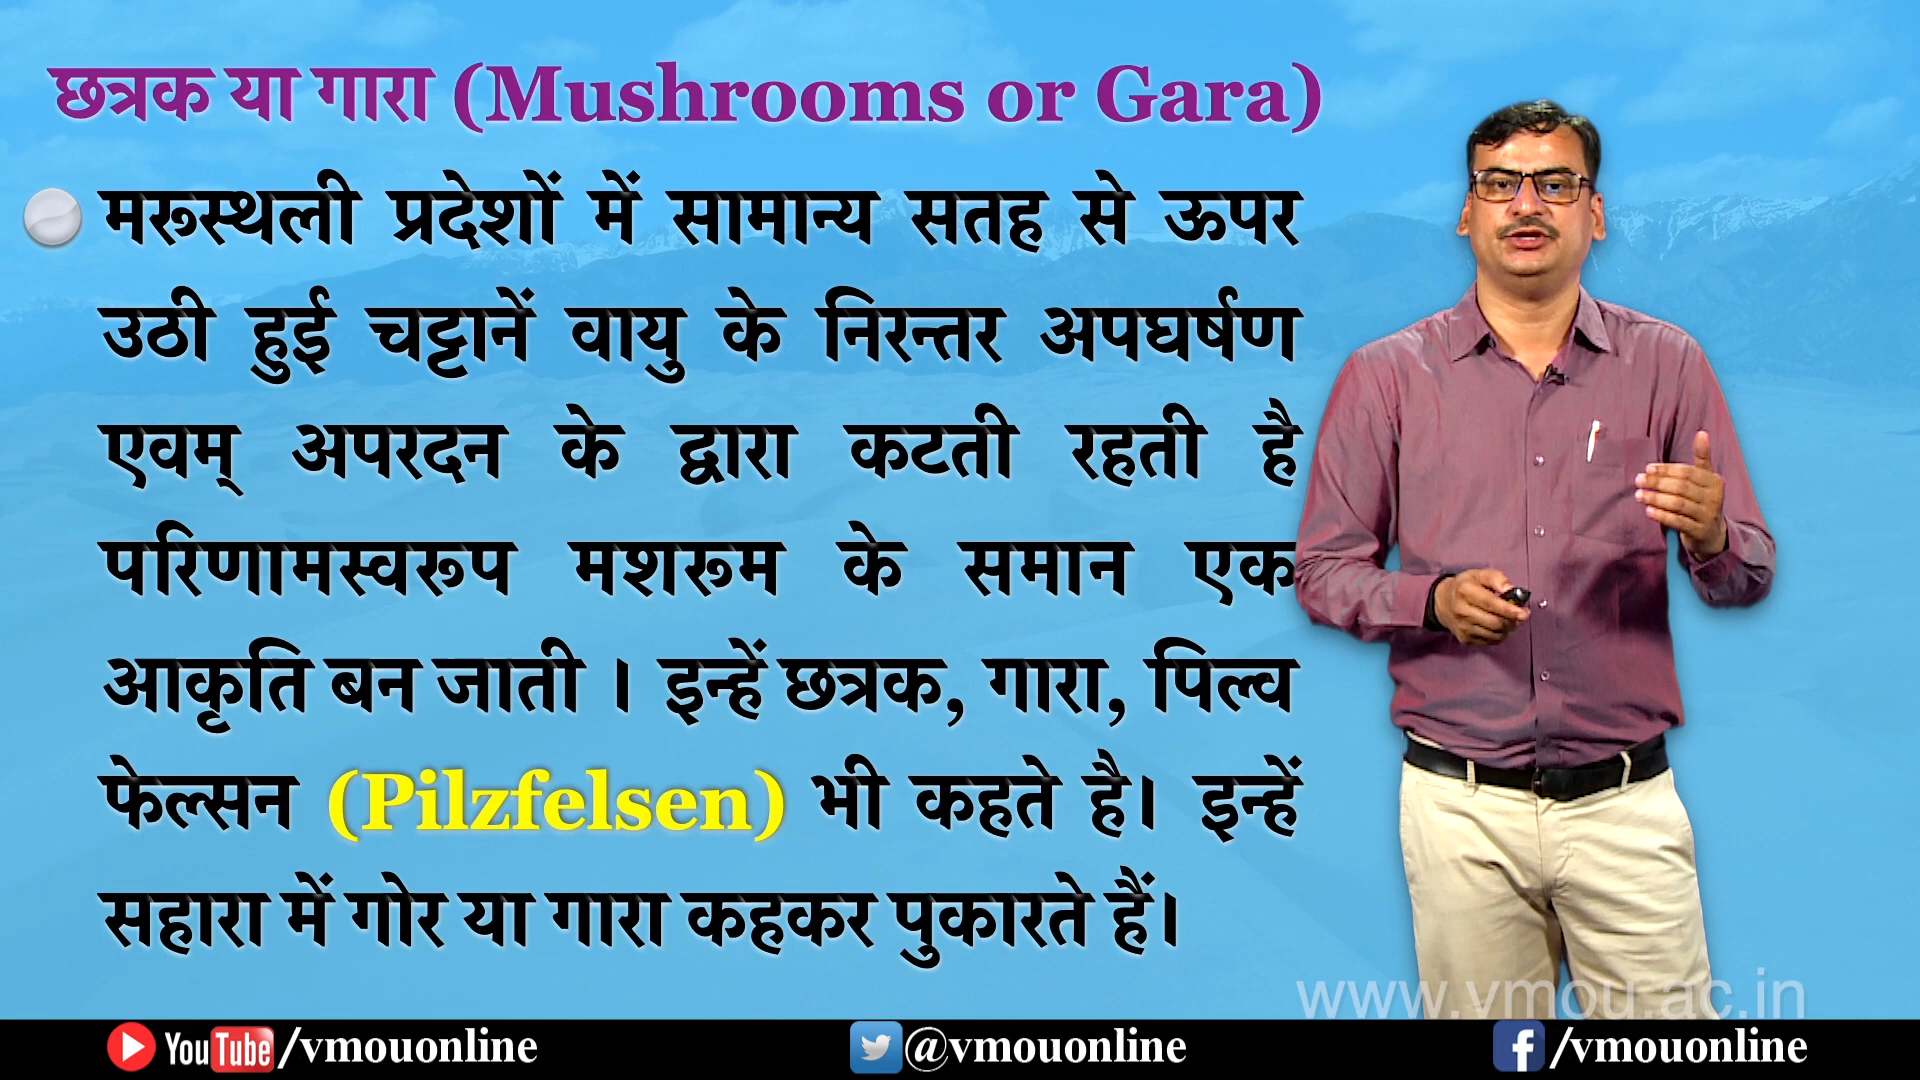 छत्रक या गारा (Mushrooms or Gara)
मरूस्थली प्रदेशों में सामान्य सतह से ऊपर
उठी हुई चट्टानें वायु के निरन्तर अपघर्षण
एवम् अपरदन के द्वारा कटती रहती है
परिणामस्वरूप मशरूम के समान एक
आकृति बन जाती । इन्हें छत्रक, गारा, पिल्व
फेल्सन (Pilzfelsen) भी कहते है। इन्हें
सहारा में गोर या गारा कहकर पुकारते हैं।
www.vmou.ac.in
YouTube /vmouonline @vmouonline f /vmouonline